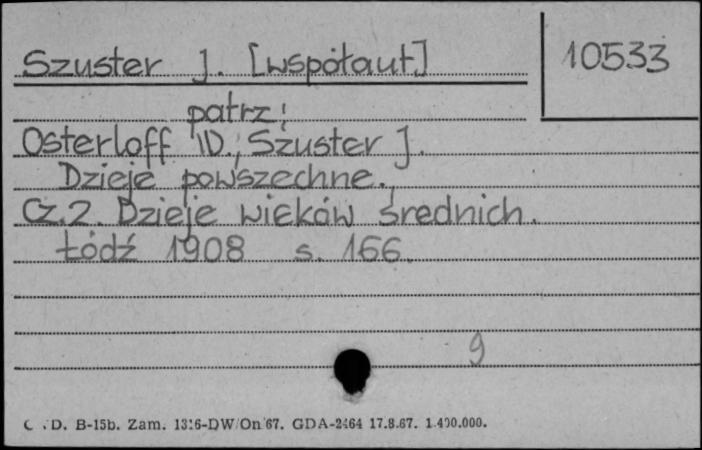 Szuster J. [współaut]
10533
patrz:
Osterloff W., Szuster J.
Dzieje powszechne.
Cz. 2. Dzieje wieków średnich.
Łódź 1908 s. 166.
9
D. B-15b. Zam. 1316-DW/On/67. GDA-2464 17.8.67. 1.400.000.